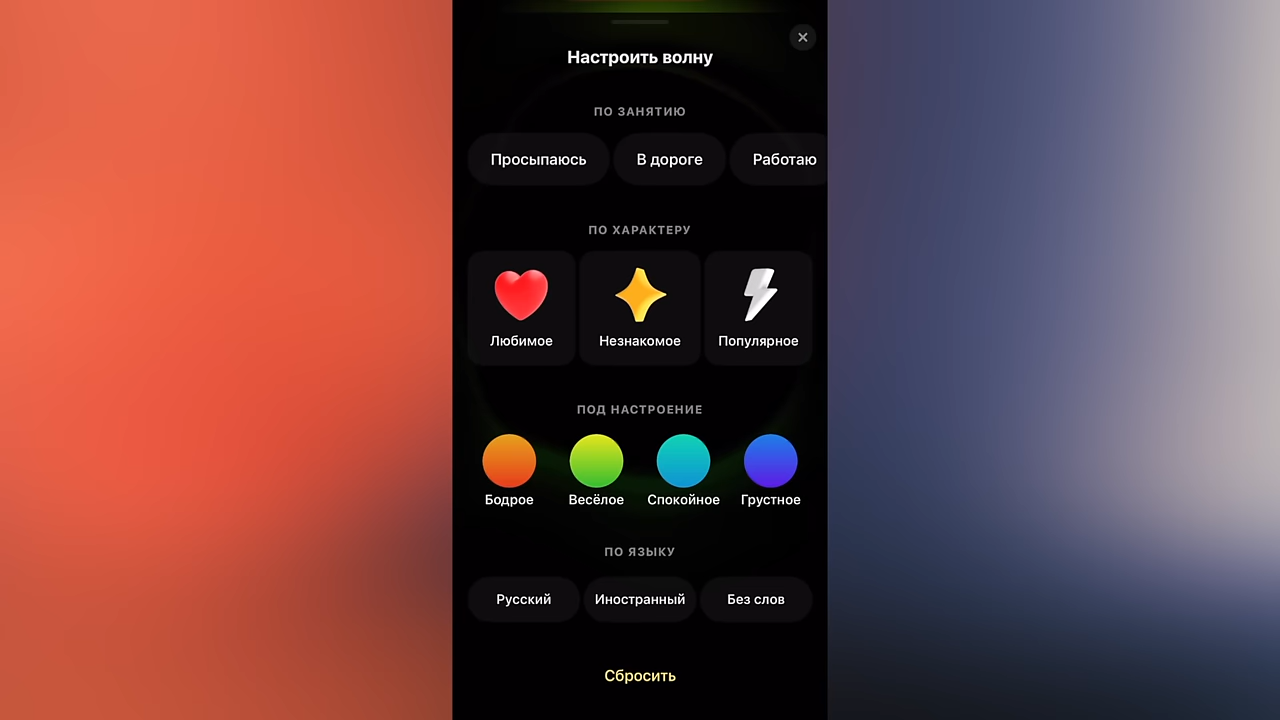 Настроить волну
ПО ЗАНЯТИЮ
Просыпаюсь В дороге Работаю
ПО ХАРАКТЕРУ
Любимое Незнакомое Популярное
ПОД НАСТРОЕНИЕ
Бодрое Весёлое Спокойное Грустное
ПО ЯЗЫКУ
Русский Иностранный Без слов
Сбросить